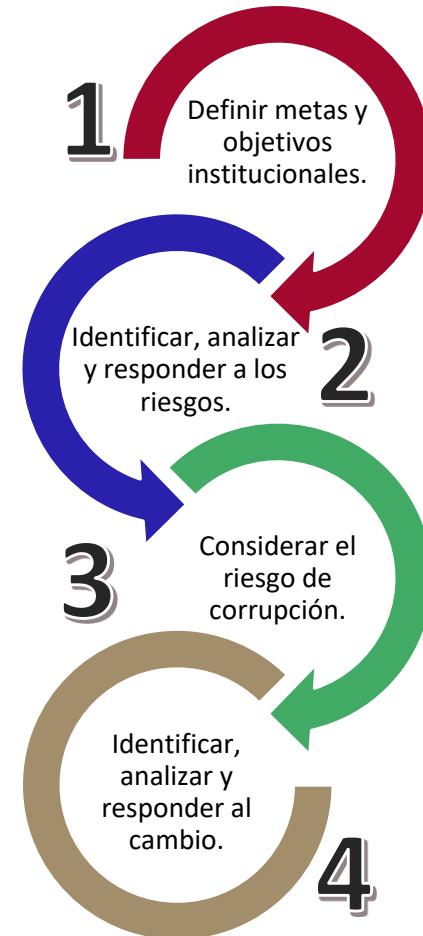 1
Definir metas y
objetivos
institucionales.
Identificar, analizar
y responder a los
riesgos.
2
3
Considerar el
riesgo de
corrupción.
Identificar,
analizar y
responder al
cambio.
4